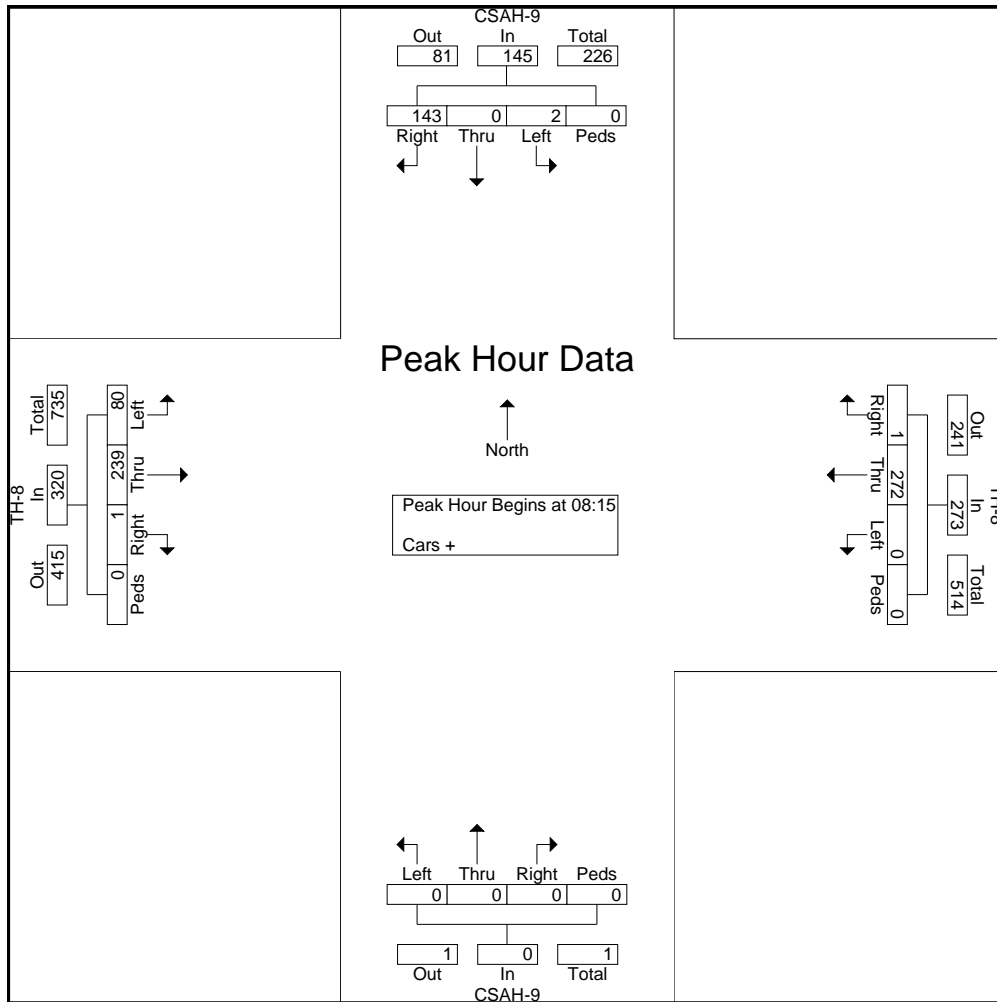 CSAH-9
Out In Total
81 145 226
143 0 2 0
Right Thru Left Peds
Peak Hour Data
North
Peak Hour Begins at 08:15
Cars +
TH-8
Total In Out
735 320 415
80 239 1 0
Left Thru Right Peds
Right Thru Left Peds
1 272 0 0
Out In Total
241 273 514
TH-8
Left Thru Right Peds
0 0 0 0
1 0 1
Out In Total
CSAH-9